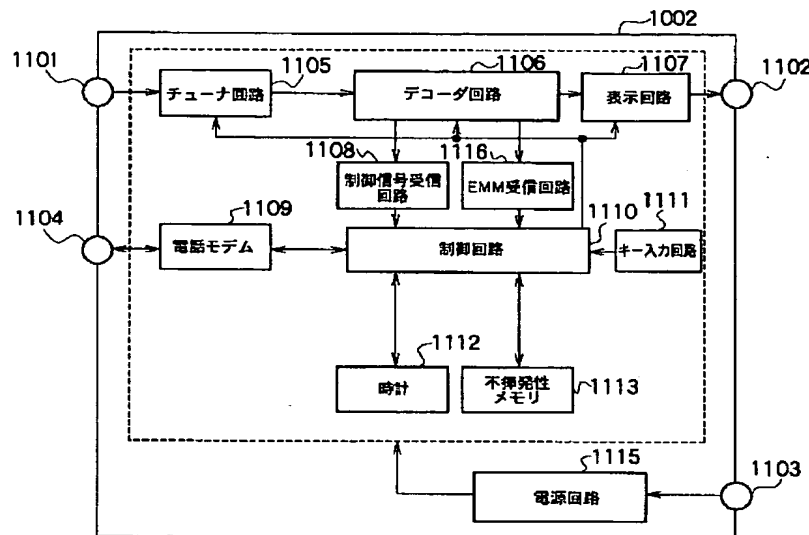 1002
1101
1105
1106
1107
1102
チューナ回路
デコーダ回路
表示回路
1108
1116
制御信号受信
回路
EMM受信回路
1104
1109
1110
1111
電話モデム
制御回路
キー入力回路
1112
時計
不揮発性
メモリ
1113
1115
1103
電源回路